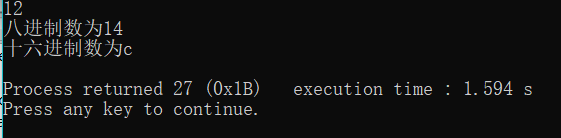 12
八进制数为14
十六进制数为c
Process returned 27 (0x1B)   execution time : 1.594 s
Press any key to continue.